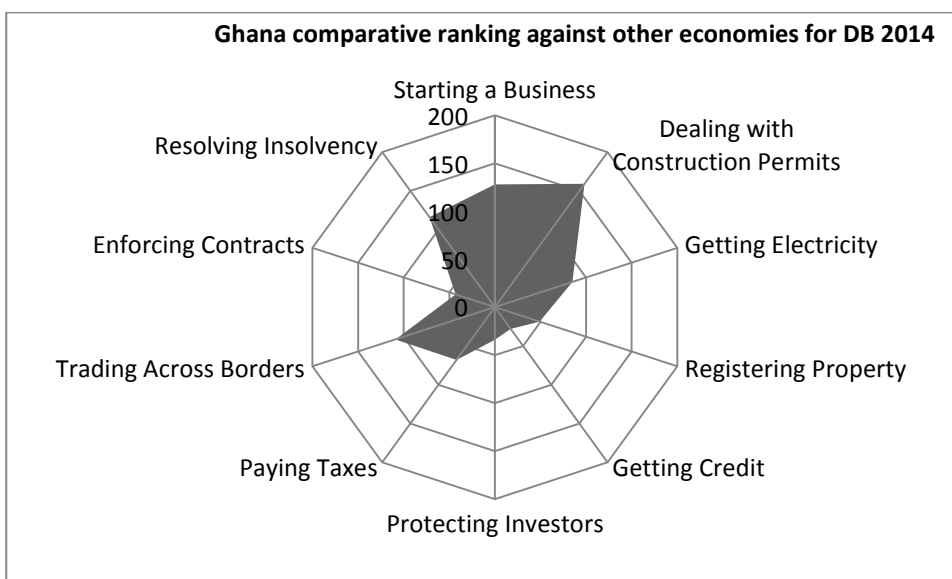 Ghana comparative ranking against other economies for DB 2014
Starting a Business
Dealing with
Construction Permits
Getting Electricity
Registering Property
Getting Credit
Protecting Investors
Paying Taxes
Trading Across Borders
Enforcing Contracts
Resolving Insolvency
200
150
100
50
0